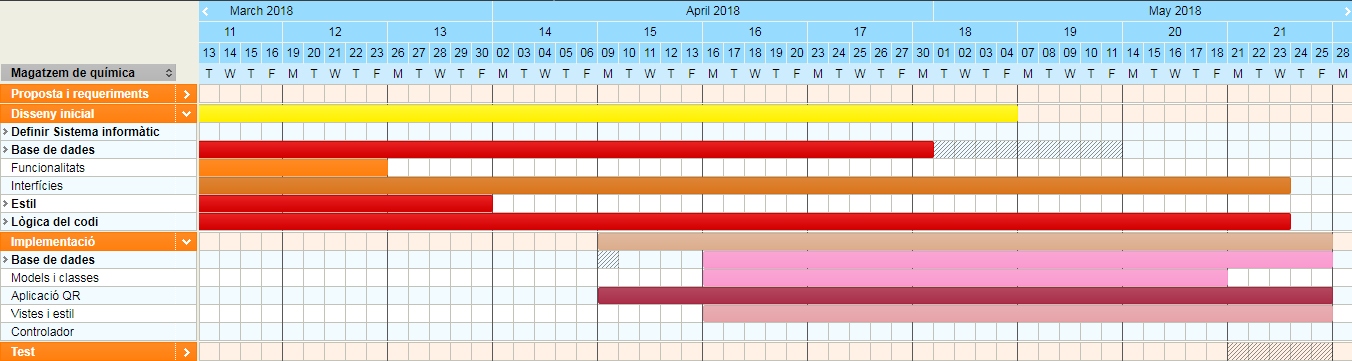 March 2018 April 2018 May 2018
11 12 13 14 15 16 17 18 19 20 21
13 14 15 16 19 20 21 22 23 26 27 28 29 30 02 03 04 05 06 09 10 11 12 13 16 17 18 19 20 23 24 25 26 27 30 01 02 03 04 07 08 09 10 11 14 15 16 17 18 21 22 23 24 25 28
Magatzem de química T W T F M T W T F M T W T F M T W T F M T W T F M T W T F M T W T F M T W T F M T W T F M T W T F M T W T F M
Proposta i requeriments
Disseny inicial
Definir Sistema informàtic
Base de dades
Funcionalitats
Interfícies
Estil
Lògica del codi
Implementació
Base de dades
Models i classes
Aplicació QR
Vistes i estil
Controlador
Test